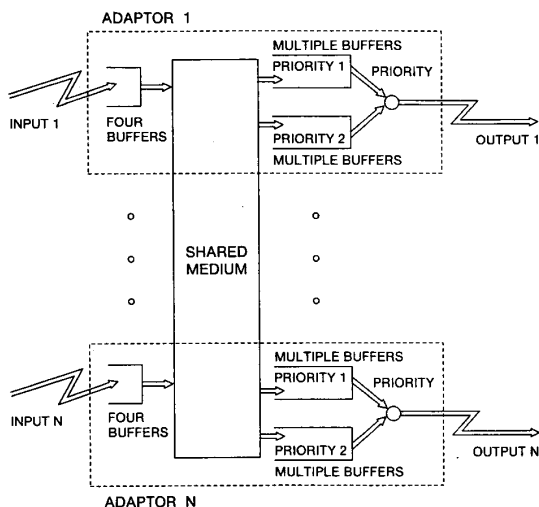 ADAPTOR 1
MULTIPLE BUFFERS
PRIORITY 1
PRIORITY
INPUT 1
FOUR
BUFFERS
PRIORITY 2
MULTIPLE BUFFERS
OUTPUT 1
SHARED
MEDIUM
MULTIPLE BUFFERS
PRIORITY 1
PRIORITY
INPUT N
FOUR
BUFFERS
PRIORITY 2
MULTIPLE BUFFERS
OUTPUT N
ADAPTOR N